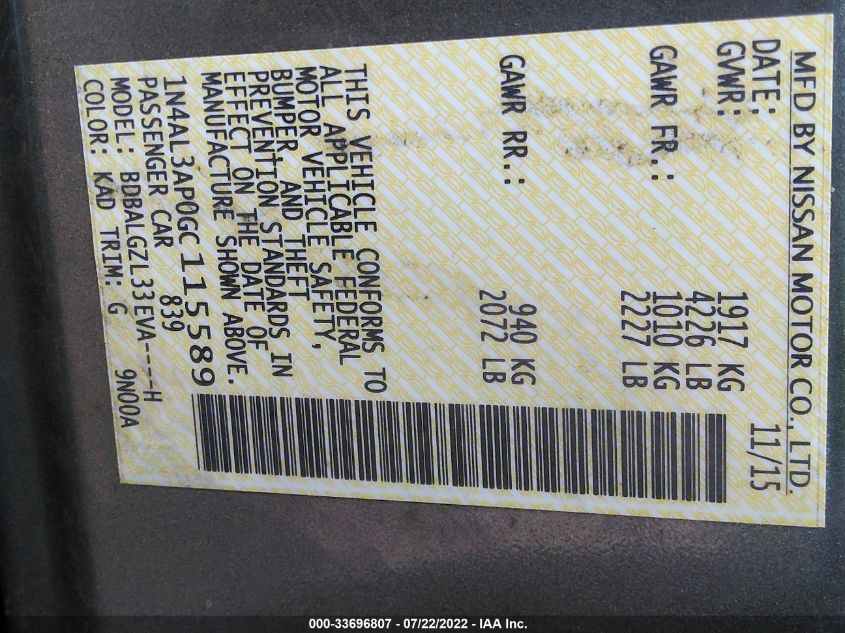 MFD BY NISSAN MOTOR CO., LTD.
DATE: 11/15
GVWR: 1917 KG
4226 LB
GAWR FR.: 1010 KG
2227 LB
GAWR RR.: 940 KG
2072 LB
THIS VEHICLE CONFORMS TO
ALL APPLICABLE FEDERAL
MOTOR VEHICLE SAFETY,
BUMPER, AND THEFT
PREVENTION STANDARDS IN
EFFECT ON THE DATE OF
MANUFACTURE SHOWN ABOVE.
1N4AL3AP0GC115589
PASSENGER CAR 839
MODEL: BDBALGZL33EVA----H
COLOR: KAD TRIM: G 9N00A
000-33696807 - 07/22/2022 - IAA Inc.